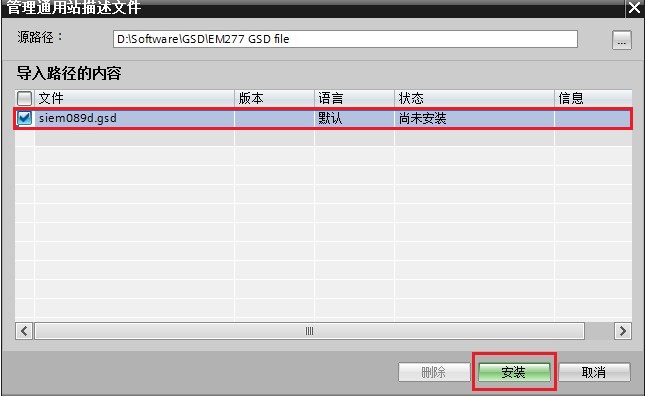 管理通用站描述文件
源路径： D:\Software\GSD\EM277 GSD file ...
导入路径的内容
文件 版本 语言 状态 信息
siem089d.gsd 默认 尚未安装
删除 安装 取消